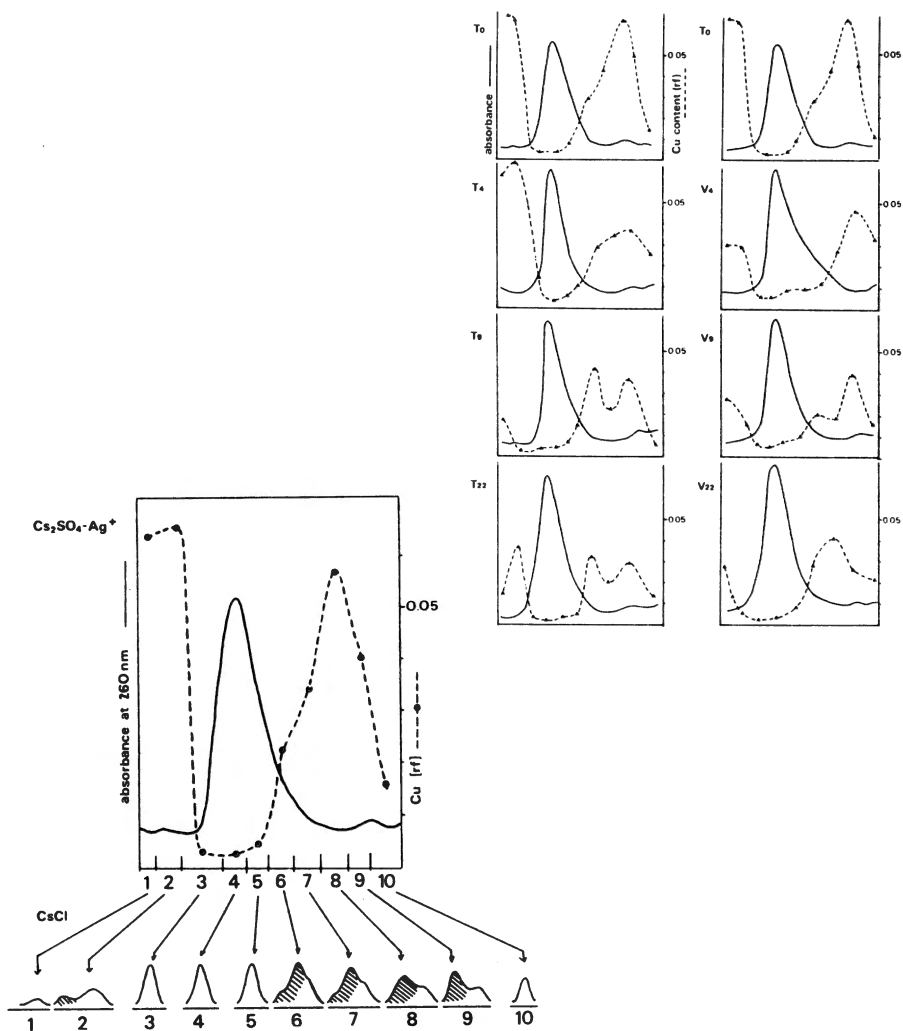 T0
T0
absorbance
0.05
Cu content (rf)
0.05
T4
0.05
V4
0.05
T9
0.05
V9
0.05
T22
0.05
V22
0.05
Cs2SO4-Ag+
absorbance at 260 nm
0.05
Cu (rf)
1 2 3 4 5 6 7 8 9 10
CsCl
1 2 3 4 5 6 7 8 9 10